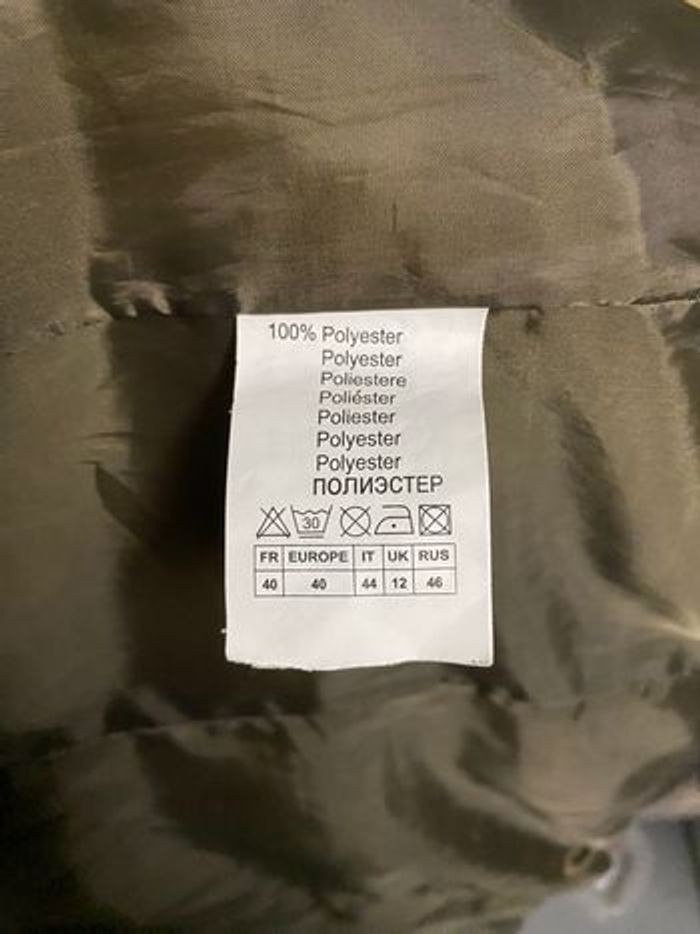 100% Polyester
Polyester
Poliestere
Poliéster
Poliester
Polyester
Polyester
ПОЛИЭСТЕР
30
FR EUROPE IT UK RUS
40 40 44 12 46